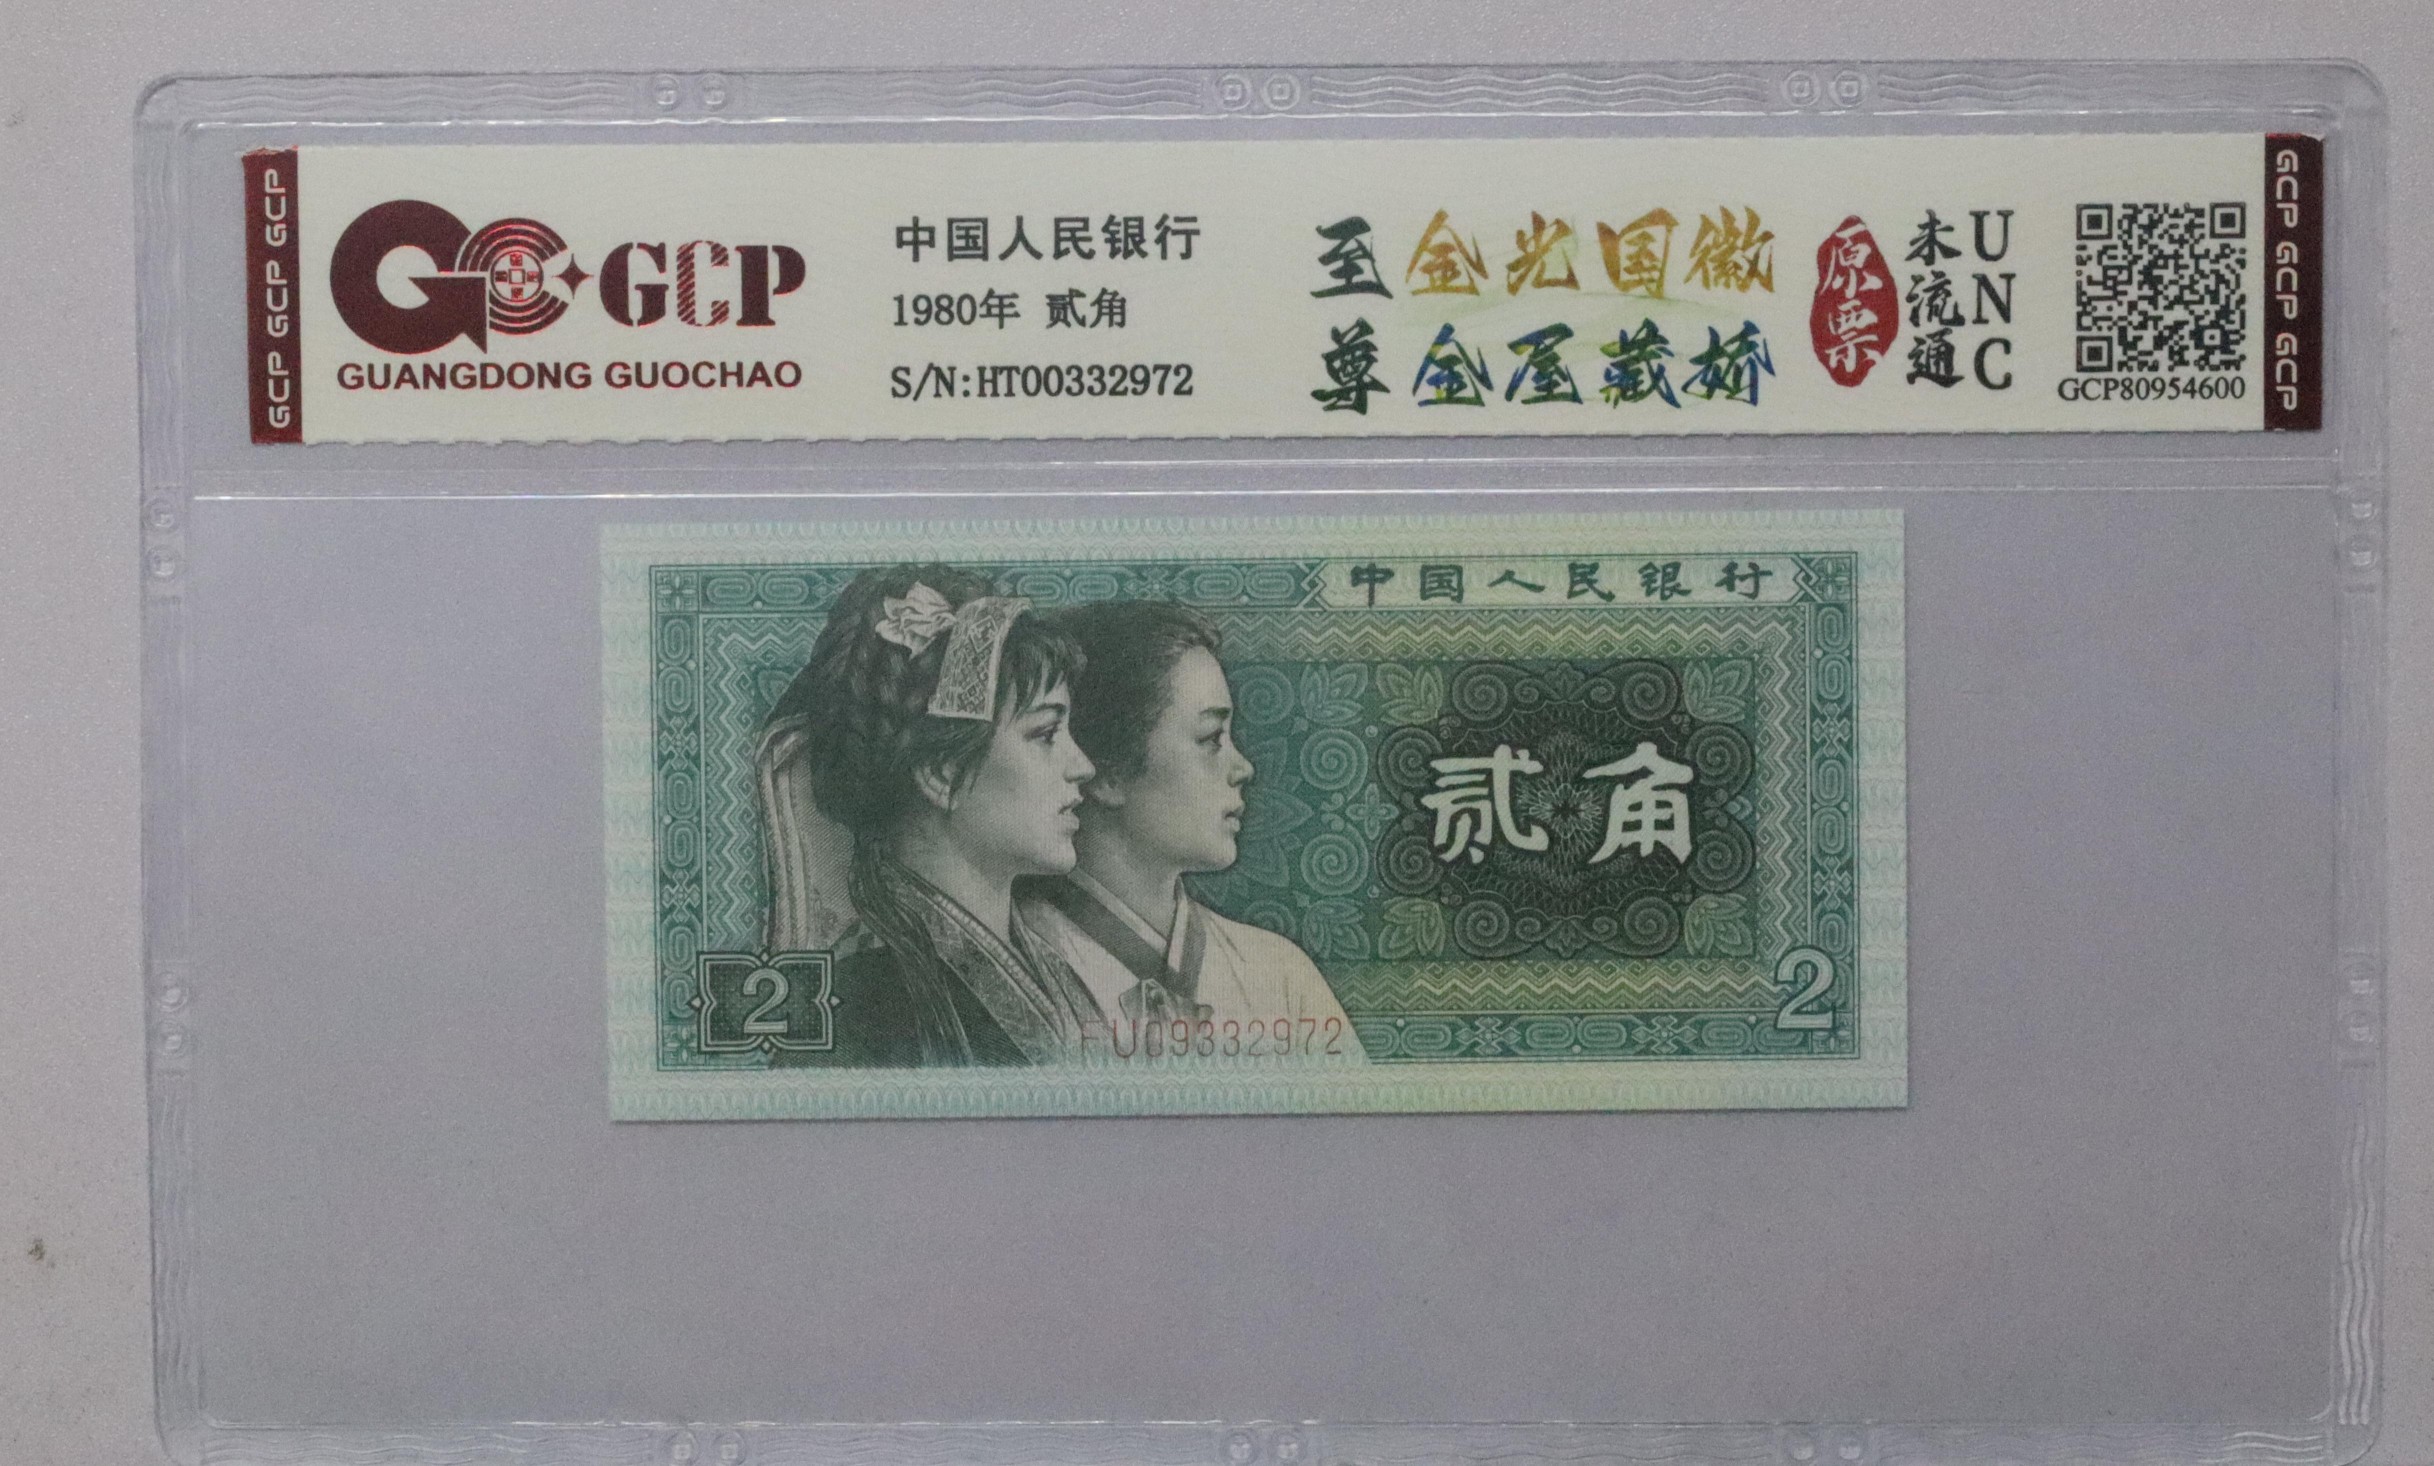 GCP GCP GCP
GCP
GUANGDONG GUOCHAO
中国人民银行
1980年 贰角
S/N:HT00332972
至尊
金光国徽
金屋藏娇
原票
未流通
UNC
GCP80954600
GCP GCP GCP
中国人民银行
贰角
2
2
FU09332972